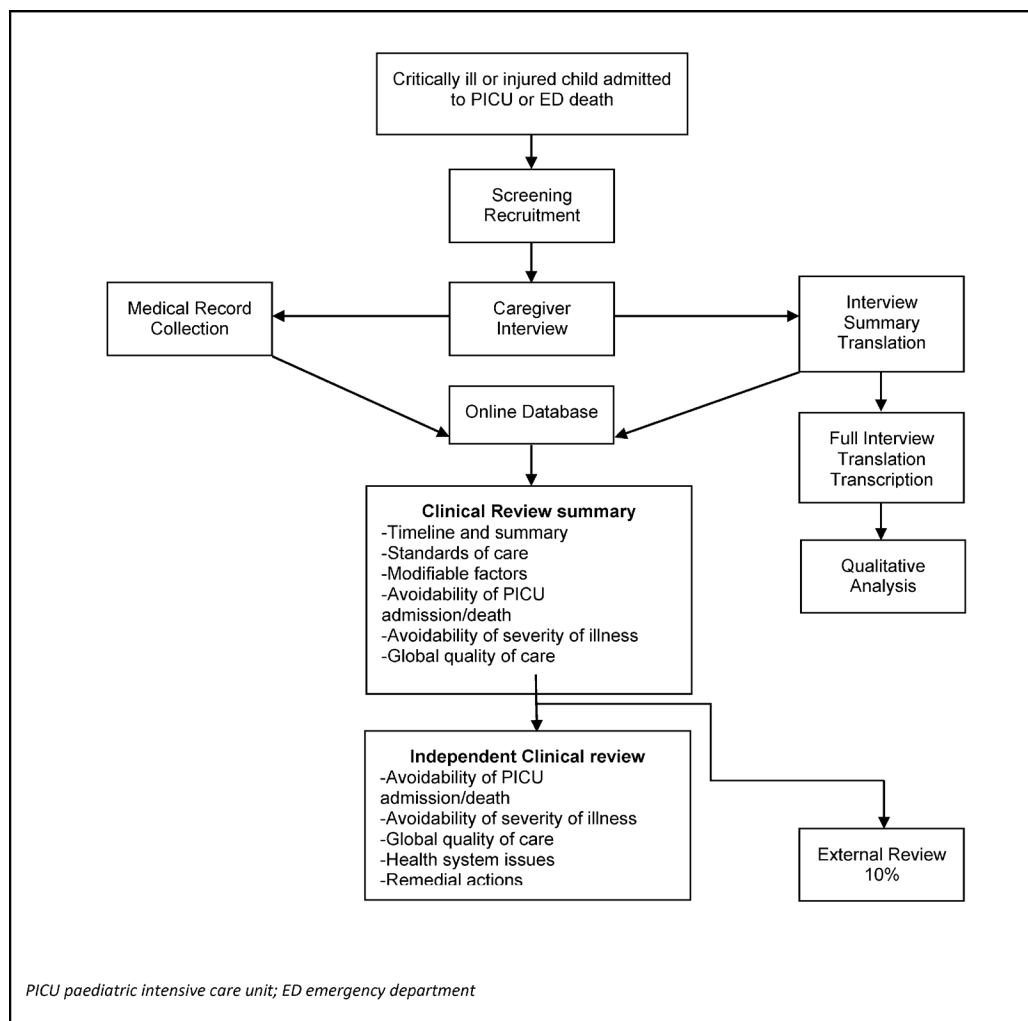 Critically ill or injured child admitted
to PICU or ED death
Screening
Recruitment
Medical Record
Collection
Caregiver
Interview
Interview
Summary
Translation
Online Database
Full Interview
Translation
Transcription
Clinical Review summary
-Timeline and summary
-Standards of care
-Modifiable factors
-Avoidability of PICU
admission/death
-Avoidability of severity of illness
-Global quality of care
Qualitative
Analysis
Independent Clinical review
-Avoidability of PICU
admission/death
-Avoidability of severity of illness
-Global quality of care
-Health system issues
-Remedial actions
External Review
10%
PICU paediatric intensive care unit; ED emergency department